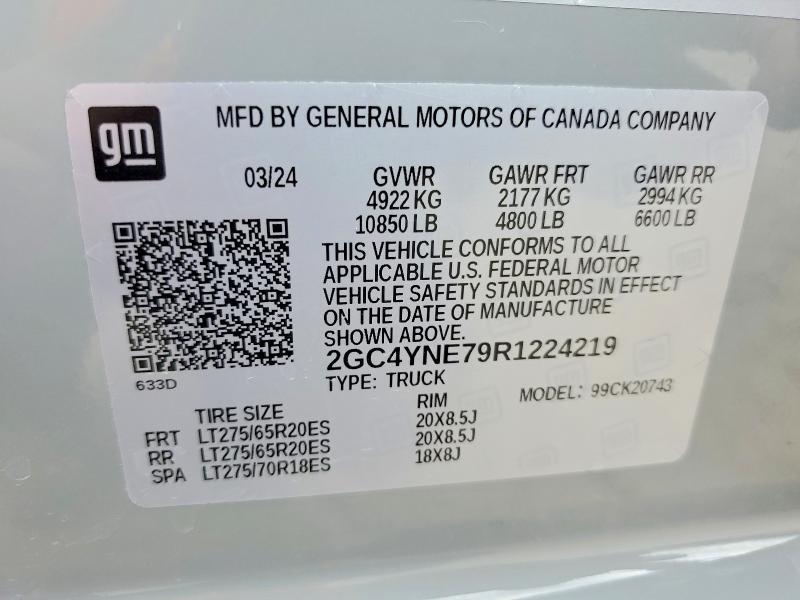 gm
MFD BY GENERAL MOTORS OF CANADA COMPANY
03/24 GVWR GAWR FRT GAWR RR
4922 KG 2177 KG 2994 KG
10850 LB 4800 LB 6600 LB
THIS VEHICLE CONFORMS TO ALL
APPLICABLE U.S. FEDERAL MOTOR
VEHICLE SAFETY STANDARDS IN EFFECT
ON THE DATE OF MANUFACTURE
SHOWN ABOVE.
2GC4YNE79R1224219
633D
TYPE: TRUCK MODEL: 99CK20743
TIRE SIZE RIM
FRT LT275/65R20ES 20X8.5J
RR LT275/65R20ES 20X8.5J
SPA LT275/70R18ES 18X8J